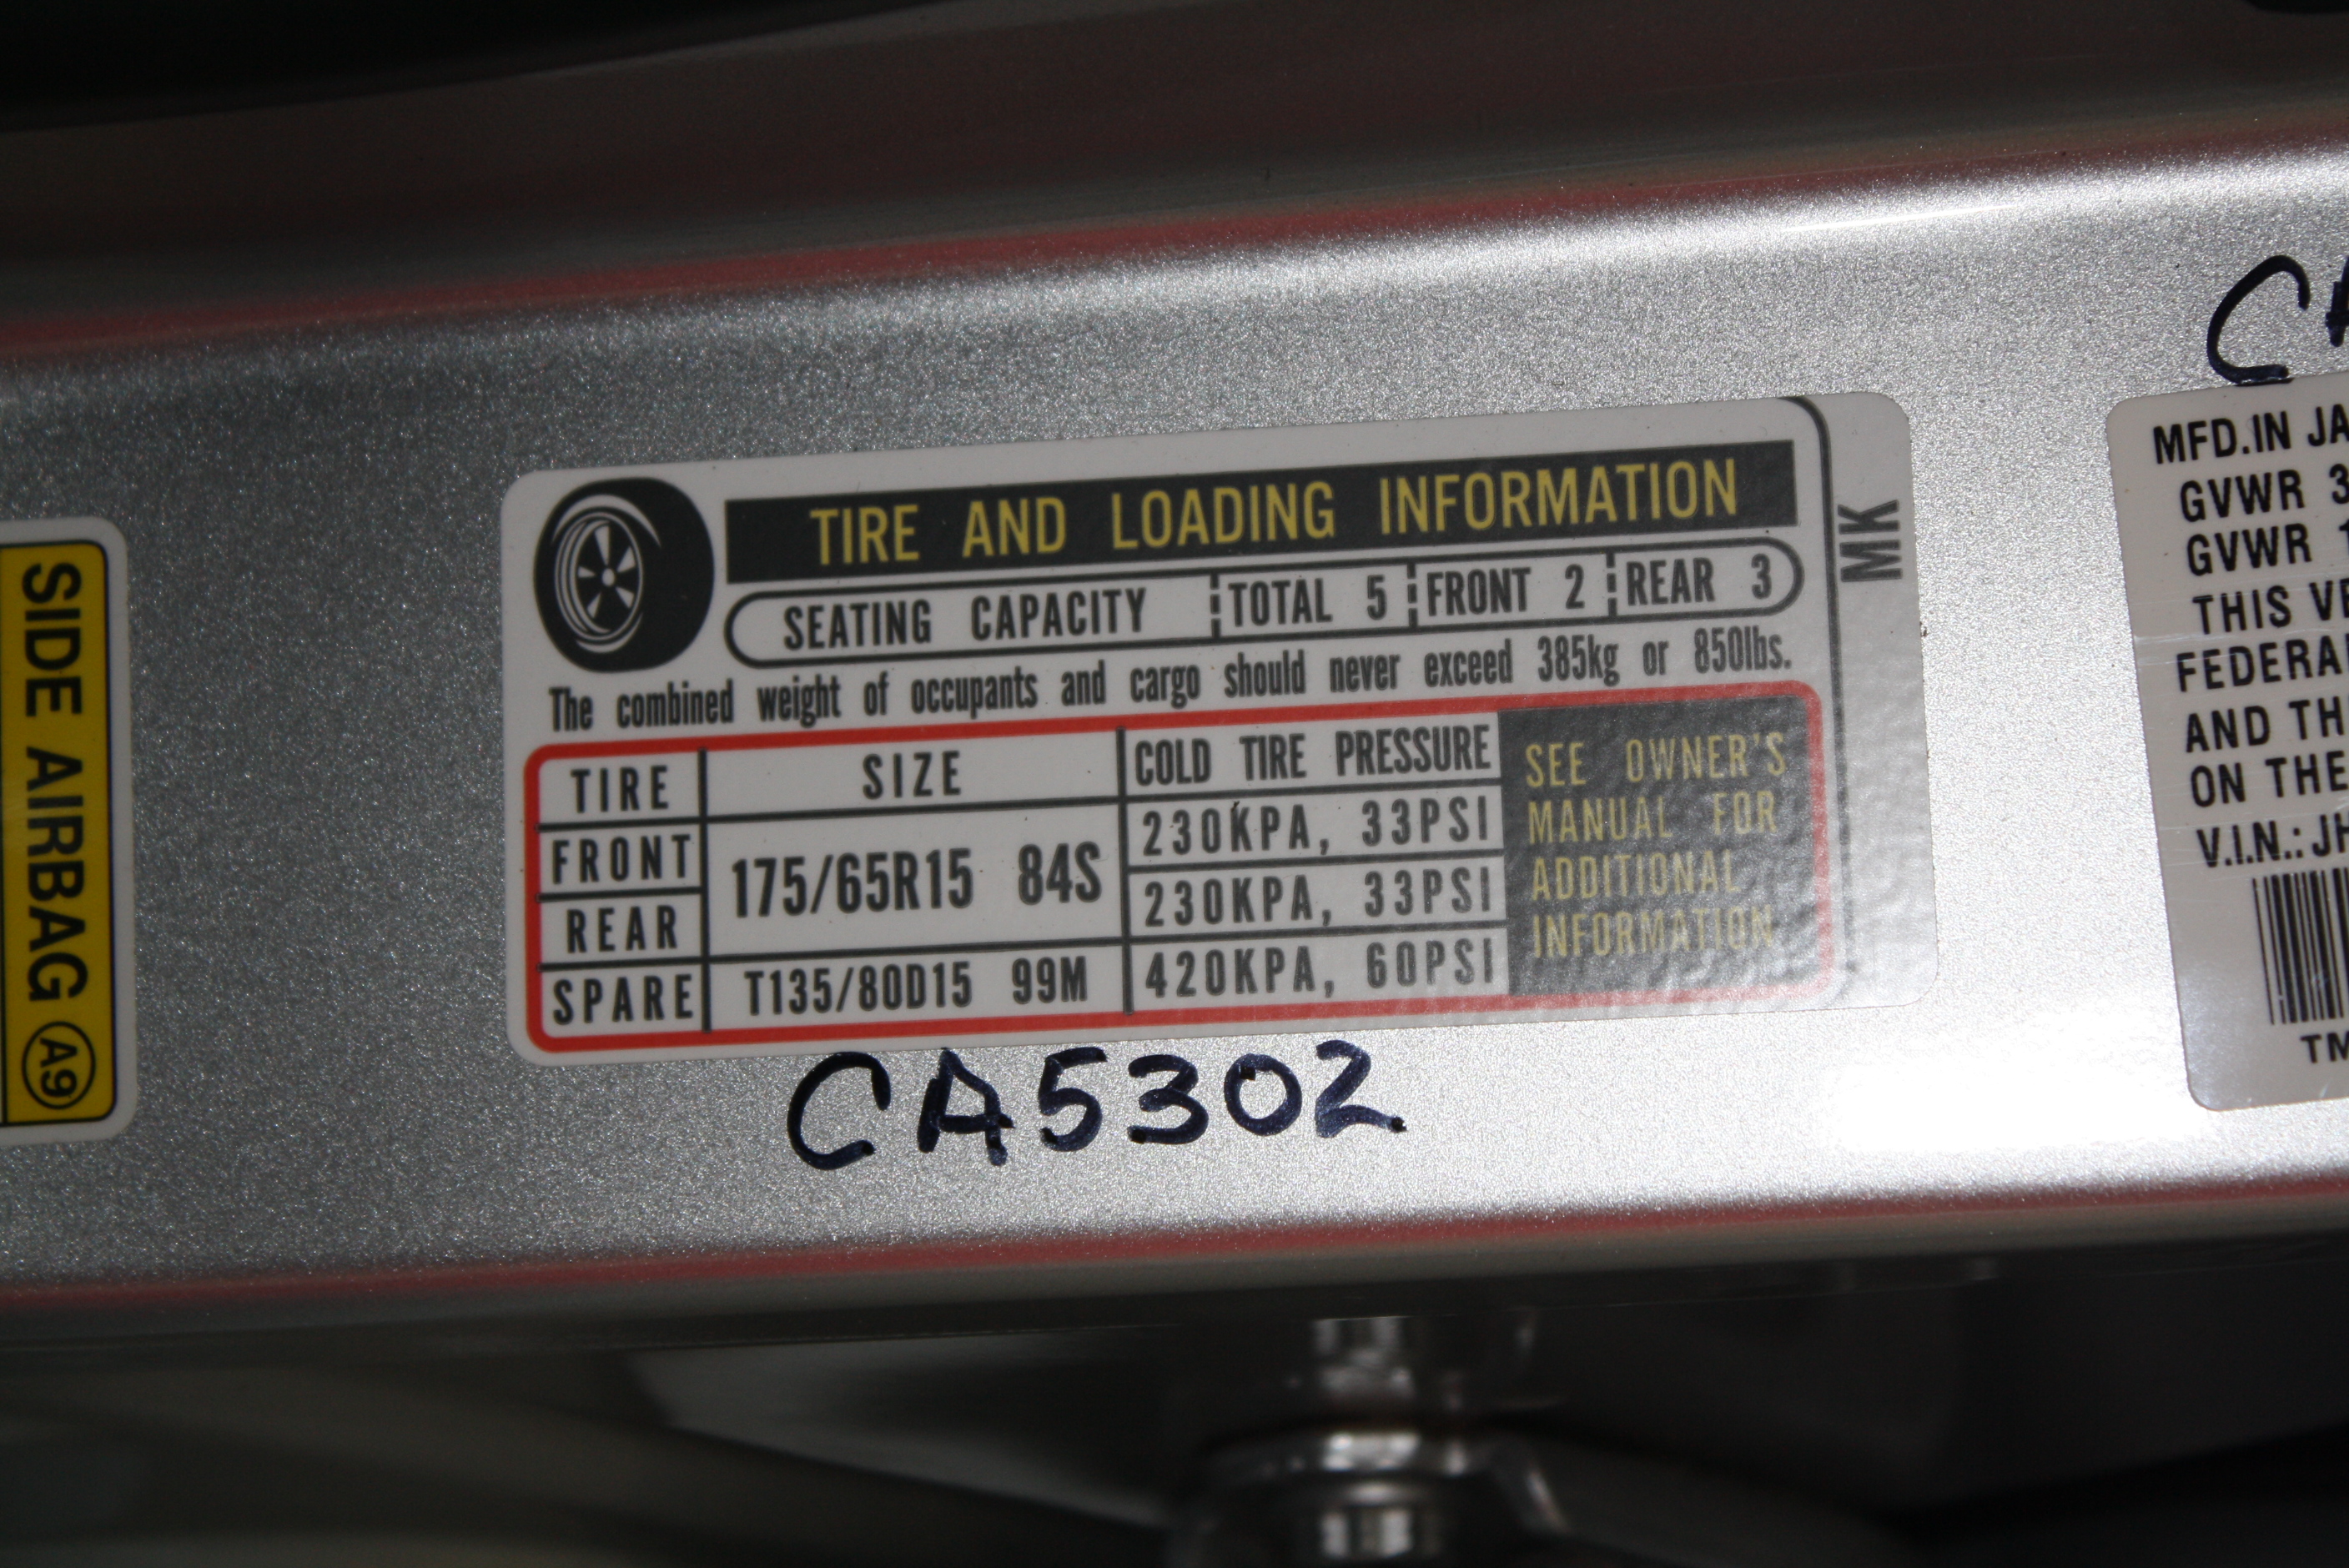 SIDE AIRBAG A9
TIRE AND LOADING INFORMATION
SEATING CAPACITY TOTAL 5 FRONT 2 REAR 3
The combined weight of occupants and cargo should never exceed 385kg or 850lbs.
TIRE SIZE COLD TIRE PRESSURE
FRONT 175/65R15 84S 230KPA, 33PSI
REAR 230KPA, 33PSI
SPARE T135/80D15 99M 420KPA, 60PSI
SEE OWNER'S
MANUAL FOR
ADDITIONAL
INFORMATION
MK
CA5302
C
MFD.IN JA
GVWR 3
GVWR 1
THIS VE
FEDERA
AND TH
ON THE
V.I.N.: JH
TM